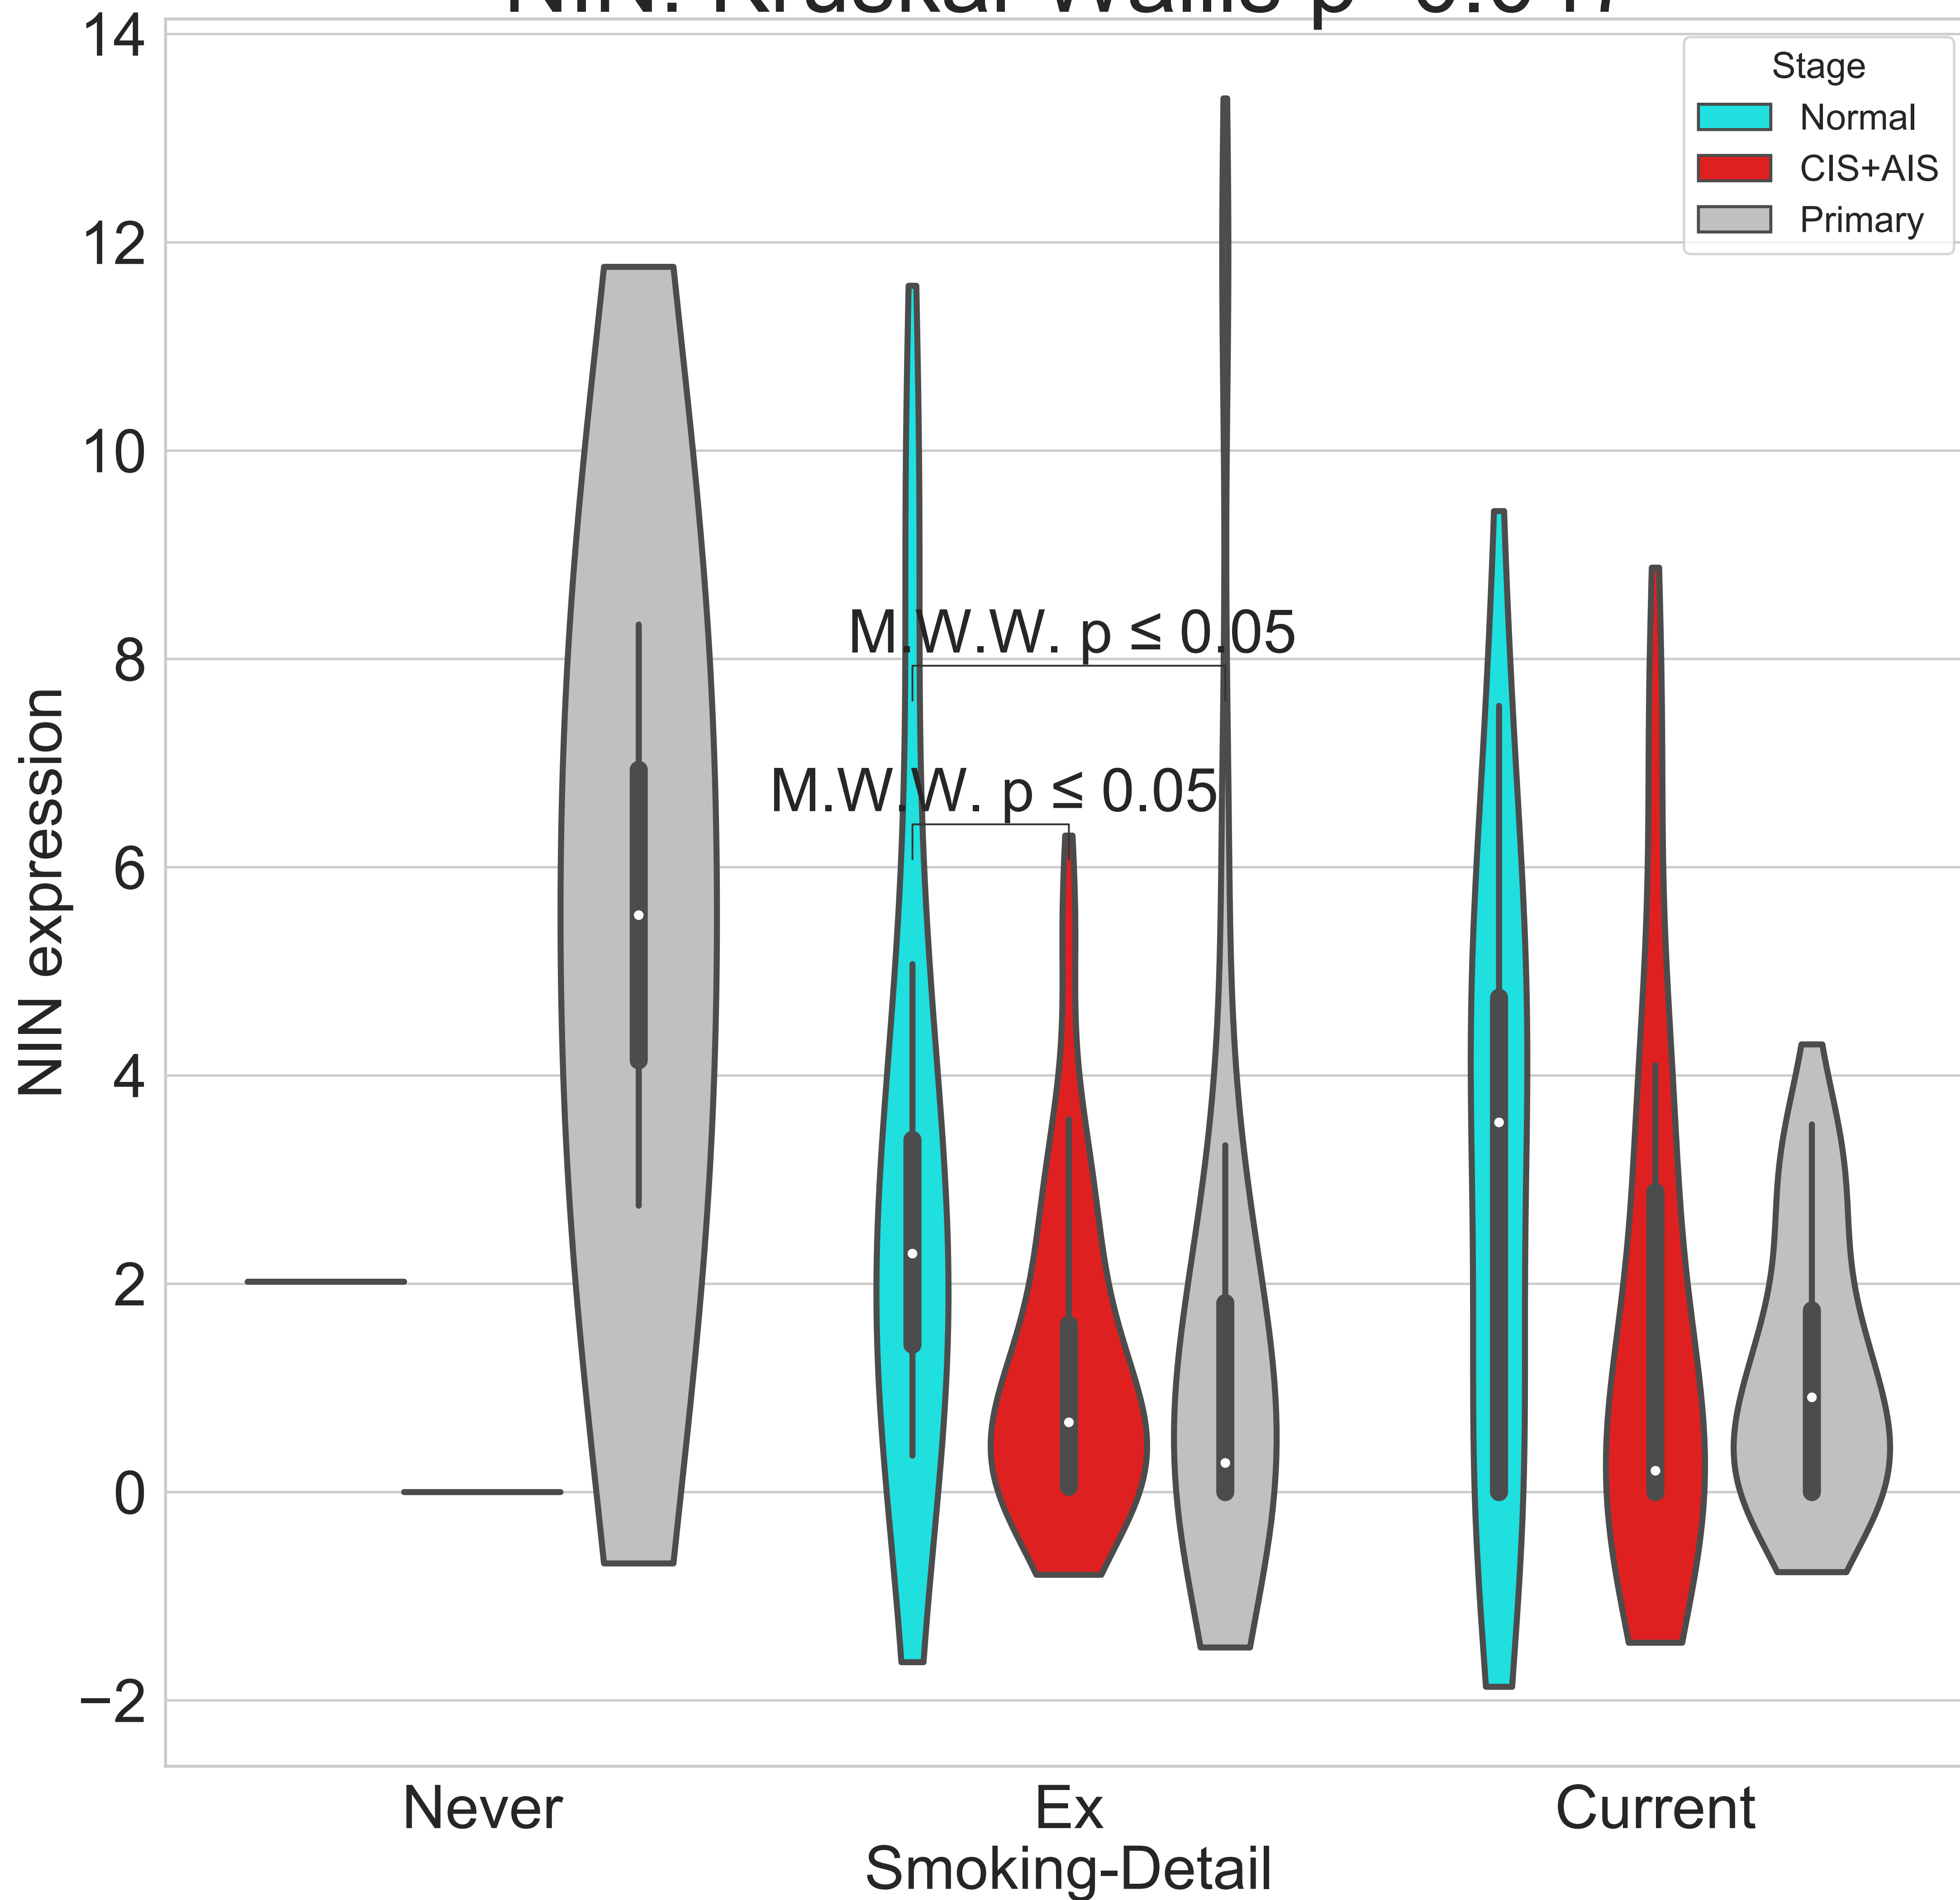 14
Stage
Normal
CIS+AIS
Primary
12
10
8
6
4
2
0
−2
NIN expression
M.W.W. p ≤ 0.05
M.W.W. p ≤ 0.05
Never
Ex
Current
Smoking-Detail